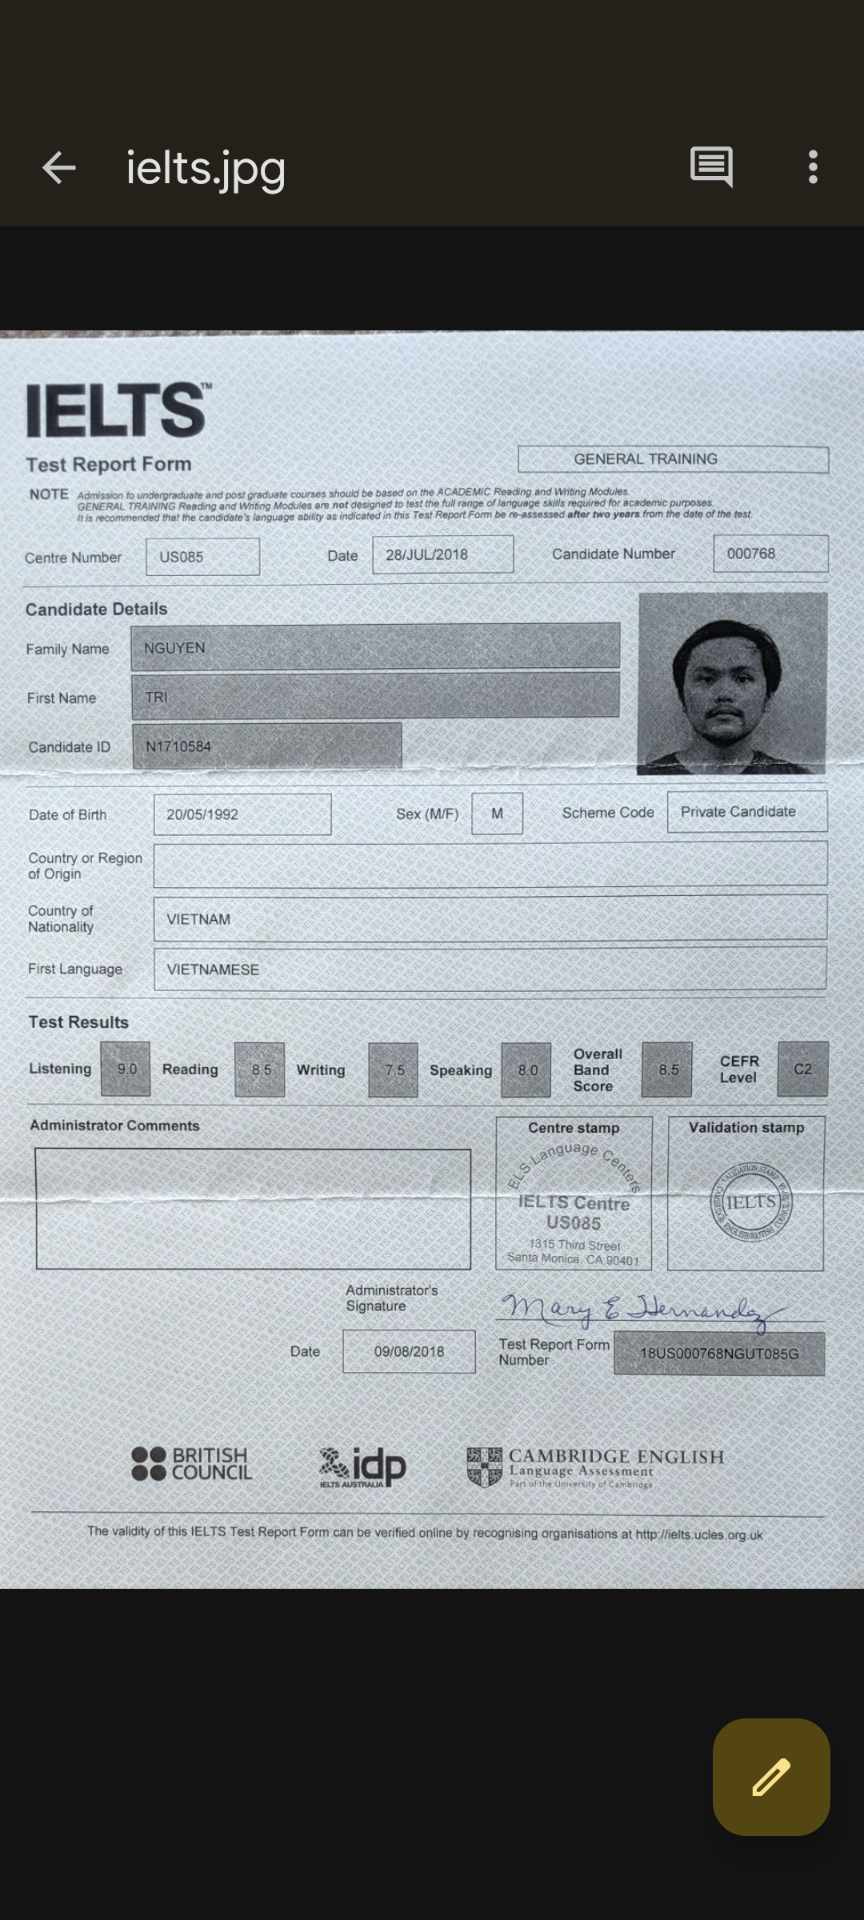 ielts.jpg
IELTS™
Test Report Form
GENERAL TRAINING
NOTE Admission to undergraduate and post graduate courses should be based on the ACADEMIC Reading and Writing Modules.
GENERAL TRAINING Reading and Writing Modules are not designed to test the full range of language skills required for academic purposes.
It is recommended that the candidate's language ability as indicated in this Test Report Form be re-assessed after two years from the date of the test.
Centre Number US085 Date 28/JUL/2018 Candidate Number 000768
Candidate Details
Family Name NGUYEN
First Name TRI
Candidate ID N1710584
Date of Birth 20/05/1992 Sex (M/F) M Scheme Code Private Candidate
Country or Region
of Origin
Country of
Nationality VIETNAM
First Language VIETNAMESE
Test Results
Listening 9.0 Reading 8.5 Writing 7.5 Speaking 8.0 Overall
Band
Score 8.5 CEFR
Level C2
Administrator Comments
Centre stamp
ELS Language Centers
IELTS Centre
US085
1315 Third Street
Santa Monica, CA 90401
Validation stamp
IELTS
Administrator's
Signature
Mary E Hernandez
Date 09/08/2018
Test Report Form
Number 18US000768NGUT085G
BRITISH
COUNCIL
idp
IELTS AUSTRALIA
CAMBRIDGE ENGLISH
Language Assessment
Part of the University of Cambridge
The validity of this IELTS Test Report Form can be verified online by recognising organisations at http://ielts.ucles.org.uk